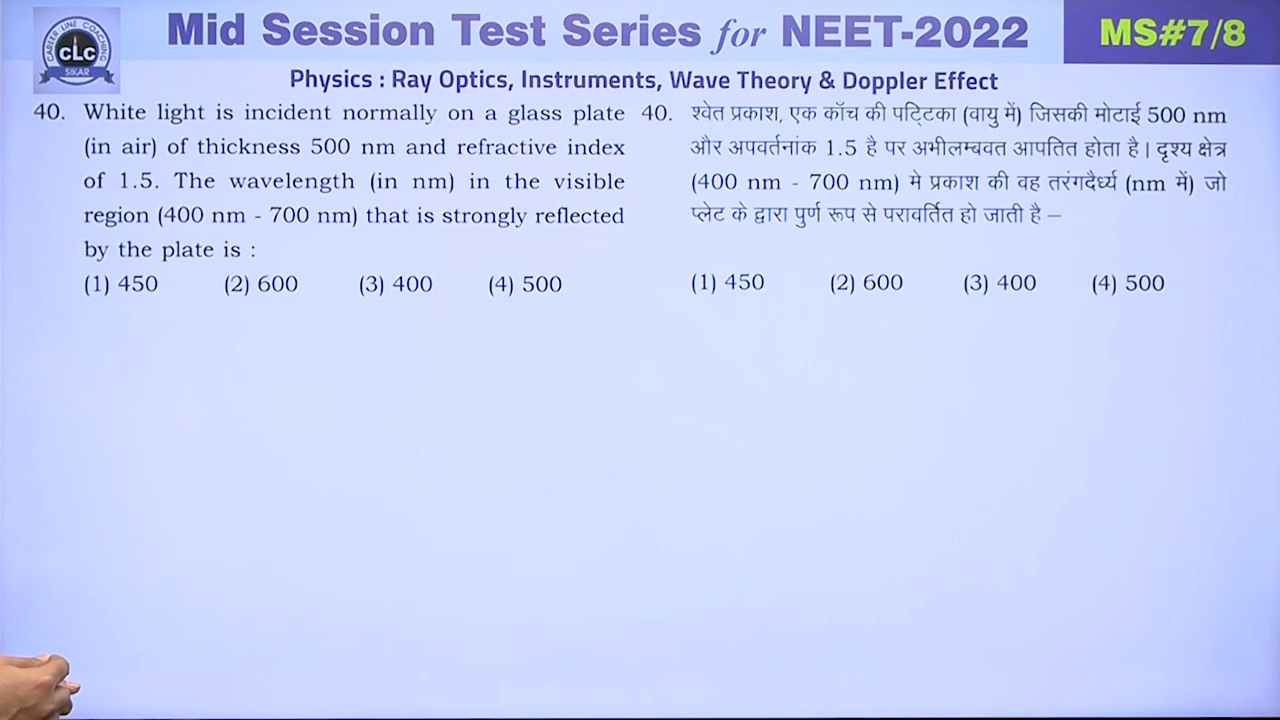 CAREER LINE COACHING
CLC
SIKAR
Mid Session Test Series for NEET-2022
MS#7/8
Physics : Ray Optics, Instruments, Wave Theory & Doppler Effect
40. White light is incident normally on a glass plate
(in air) of thickness 500 nm and refractive index
of 1.5. The wavelength (in nm) in the visible
region (400 nm - 700 nm) that is strongly reflected
by the plate is :
(1) 450 (2) 600 (3) 400 (4) 500
40. श्वेत प्रकाश, एक कॉच की पट्टिका (वायु में) जिसकी मोटाई 500 nm
और अपवर्तनांक 1.5 है पर अभीलम्बवत आपतित होता है। दृश्य क्षेत्र
(400 nm - 700 nm) मे प्रकाश की वह तरंगदैर्ध्य (nm में) जो
प्लेट के द्वारा पुर्ण रूप से परावर्तित हो जाती है –
(1) 450 (2) 600 (3) 400 (4) 500